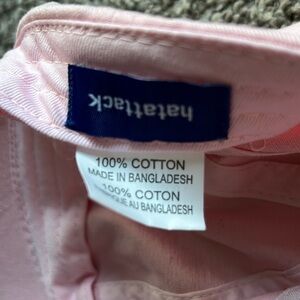 hatattack
100% COTTON
MADE IN BANGLADESH
100% COTON
AU BANGLADESH